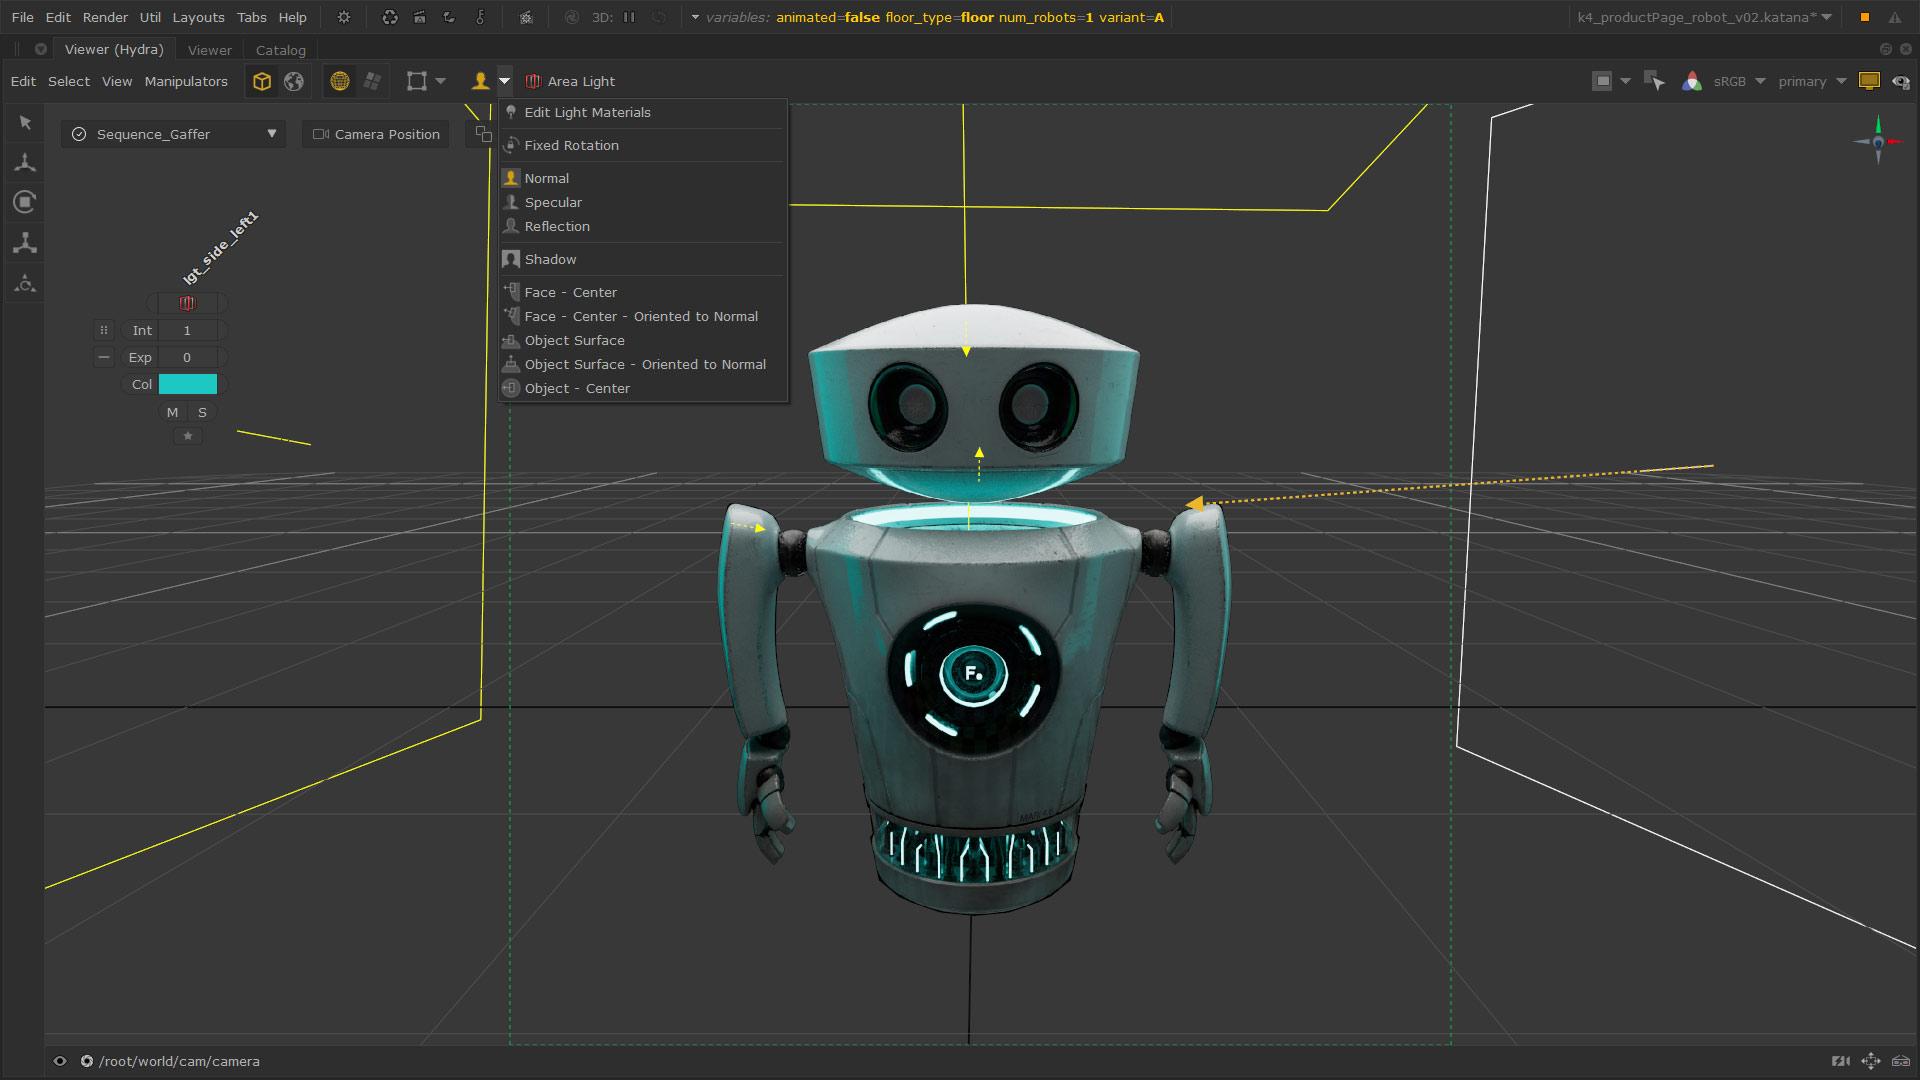 File Edit Render Util Layouts Tabs Help 3D: variables: animated=false floor_type=floor num_robots=1 variant=A k4_productPage_robot_v02.katana*
Viewer (Hydra) Viewer Catalog
Edit Select View Manipulators Area Light sRGB primary
Sequence_Gaffer Camera Position
Edit Light Materials
Fixed Rotation
Normal
Specular
Reflection
Shadow
Face - Center
Face - Center - Oriented to Normal
Object Surface
Object Surface - Oriented to Normal
Object - Center
lgt_side_left1
Int 1
Exp 0
Col
M S
F.
/root/world/cam/camera